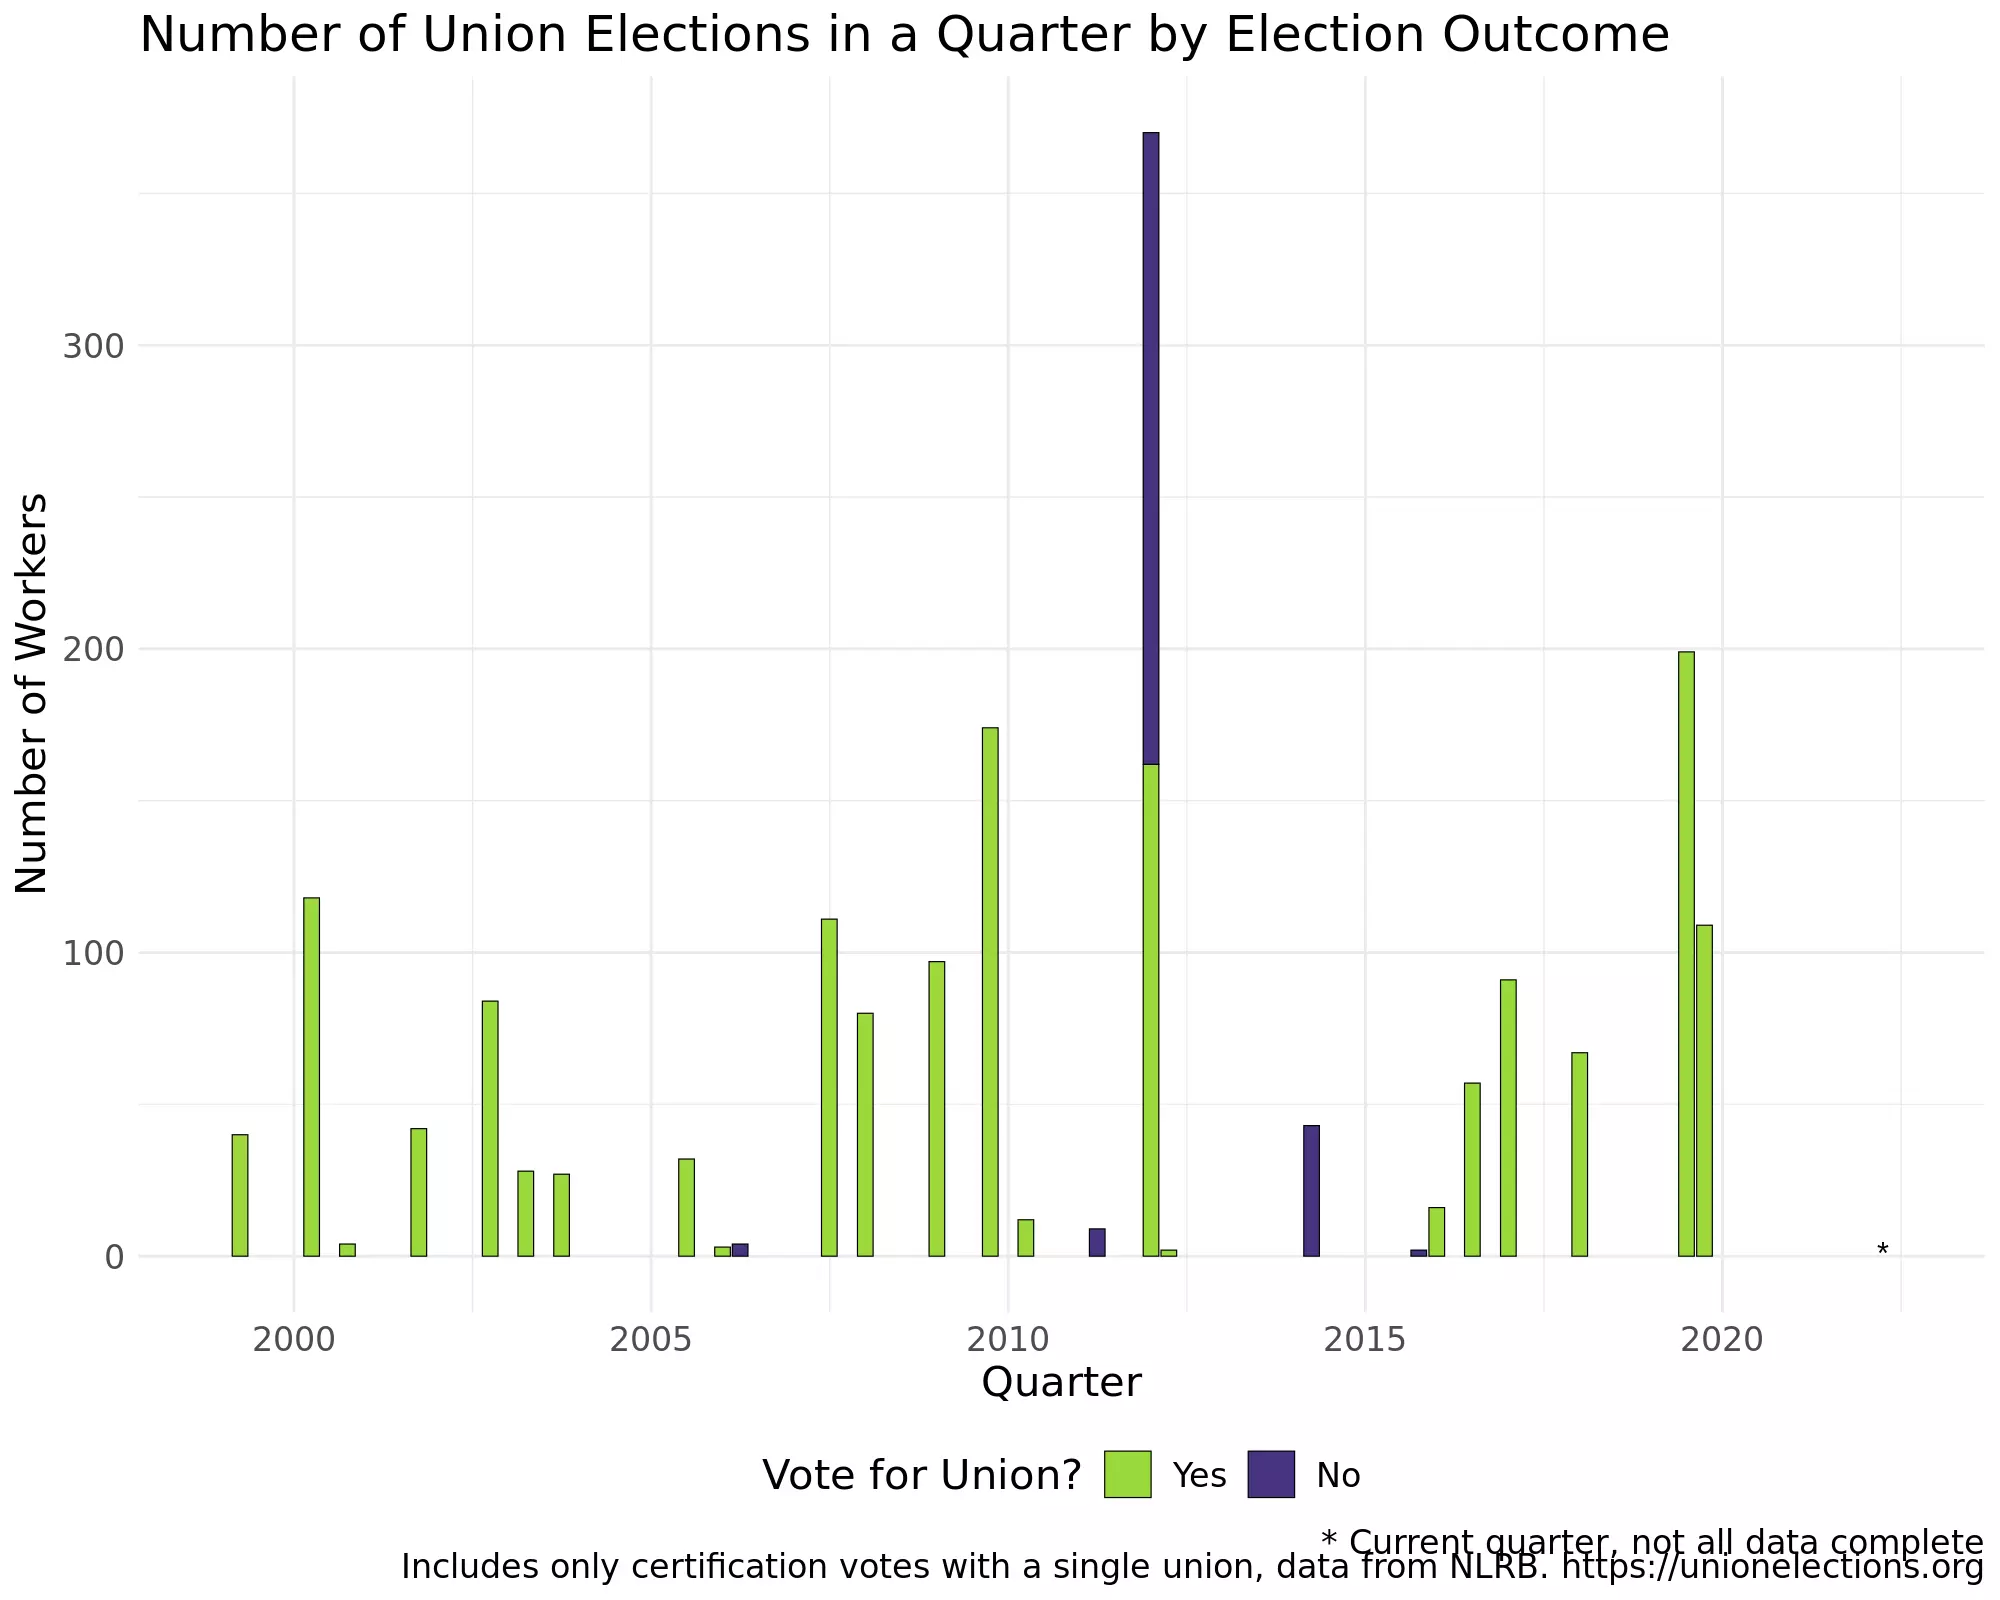 Number of Union Elections in a Quarter by Election Outcome
Number of Workers
300
200
100
0
*
2000 2005 2010 2015 2020
Quarter
Vote for Union? Yes No
* Current quarter, not all data complete
Includes only certification votes with a single union, data from NLRB. https://unionelections.org